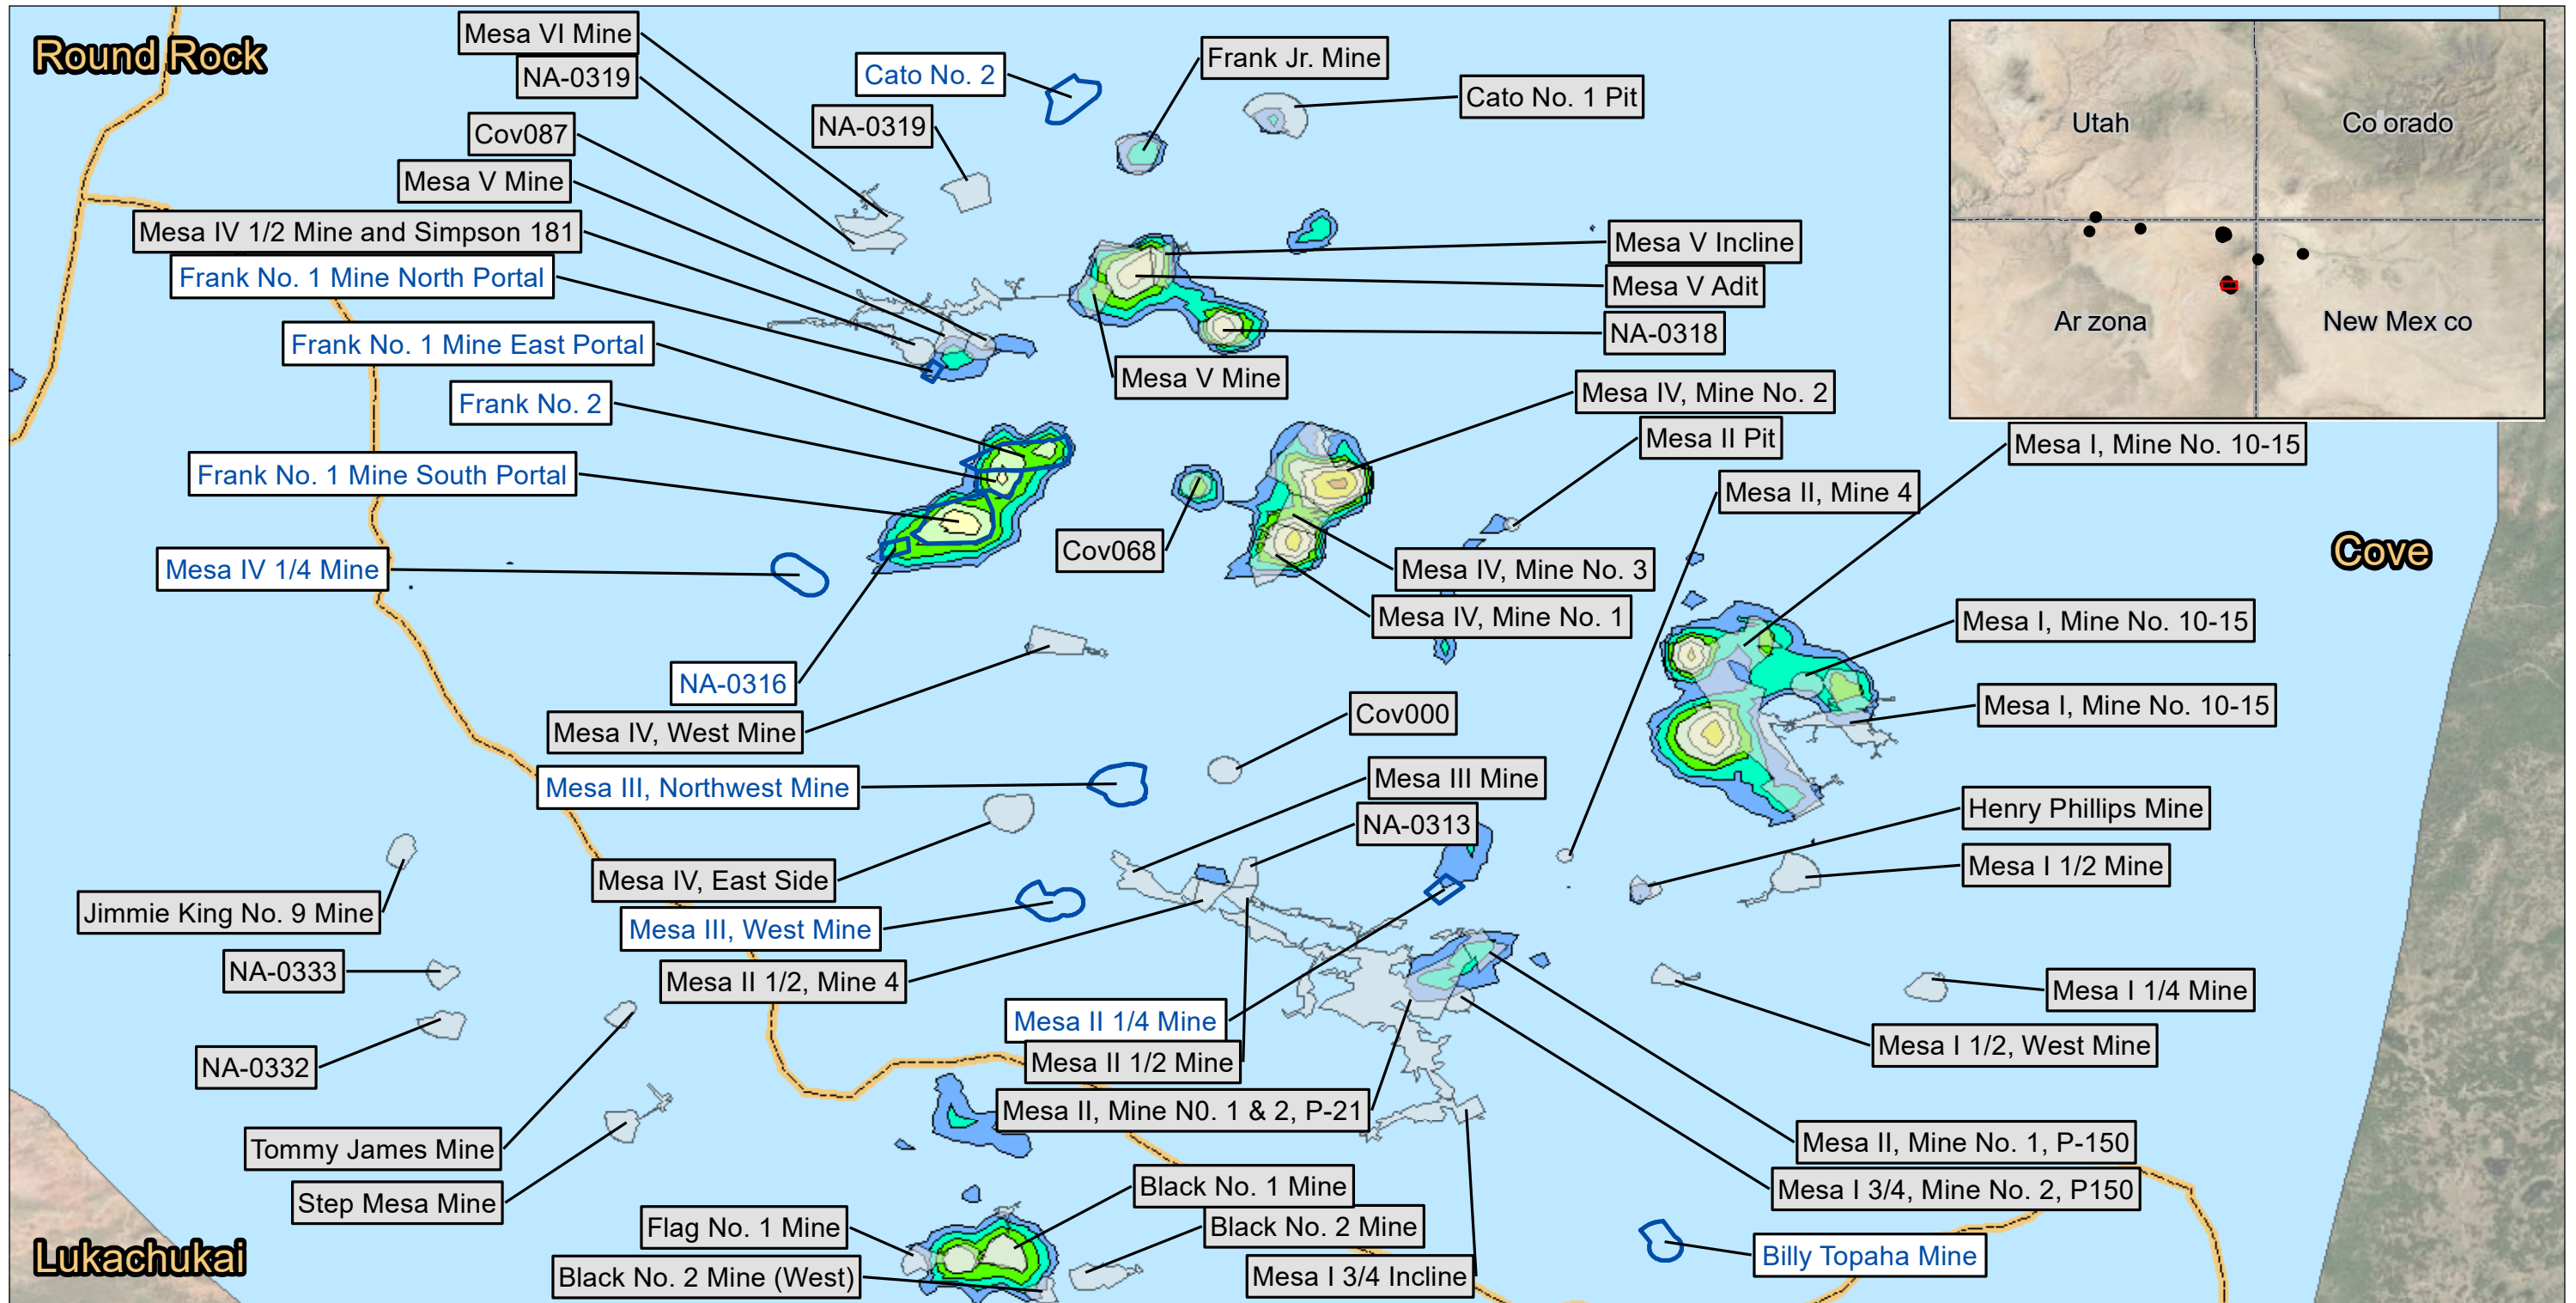 Round Rock
Mesa VI Mine
NA-0319
Cov087
Mesa V Mine
Mesa IV 1/2 Mine and Simpson 181
Frank No. 1 Mine North Portal
Frank No. 1 Mine East Portal
Frank No. 2
Frank No. 1 Mine South Portal
Mesa IV 1/4 Mine
Cato No. 2
NA-0319
Frank Jr. Mine
Cato No. 1 Pit
Mesa V Incline
Mesa V Adit
NA-0318
Mesa V Mine
Mesa IV, Mine No. 2
Mesa II Pit
Mesa II, Mine 4
Cov068
Mesa IV, Mine No. 3
Mesa IV, Mine No. 1
Utah
Co orado
Ar zona
New Mex co
Mesa I, Mine No. 10-15
Cove
Mesa I, Mine No. 10-15
Mesa I, Mine No. 10-15
NA-0316
Mesa IV, West Mine
Cov000
Mesa III, Northwest Mine
Mesa III Mine
NA-0313
Henry Phillips Mine
Mesa I 1/2 Mine
Mesa IV, East Side
Jimmie King No. 9 Mine
Mesa III, West Mine
NA-0333
Mesa II 1/2, Mine 4
Mesa I 1/4 Mine
Mesa II 1/4 Mine
Mesa I 1/2, West Mine
NA-0332
Mesa II 1/2 Mine
Mesa II, Mine N0. 1 & 2, P-21
Tommy James Mine
Mesa II, Mine No. 1, P-150
Step Mesa Mine
Black No. 1 Mine
Mesa I 3/4, Mine No. 2, P150
Flag No. 1 Mine
Black No. 2 Mine
Lukachukai
Black No. 2 Mine (West)
Mesa I 3/4 Incline
Billy Topaha Mine